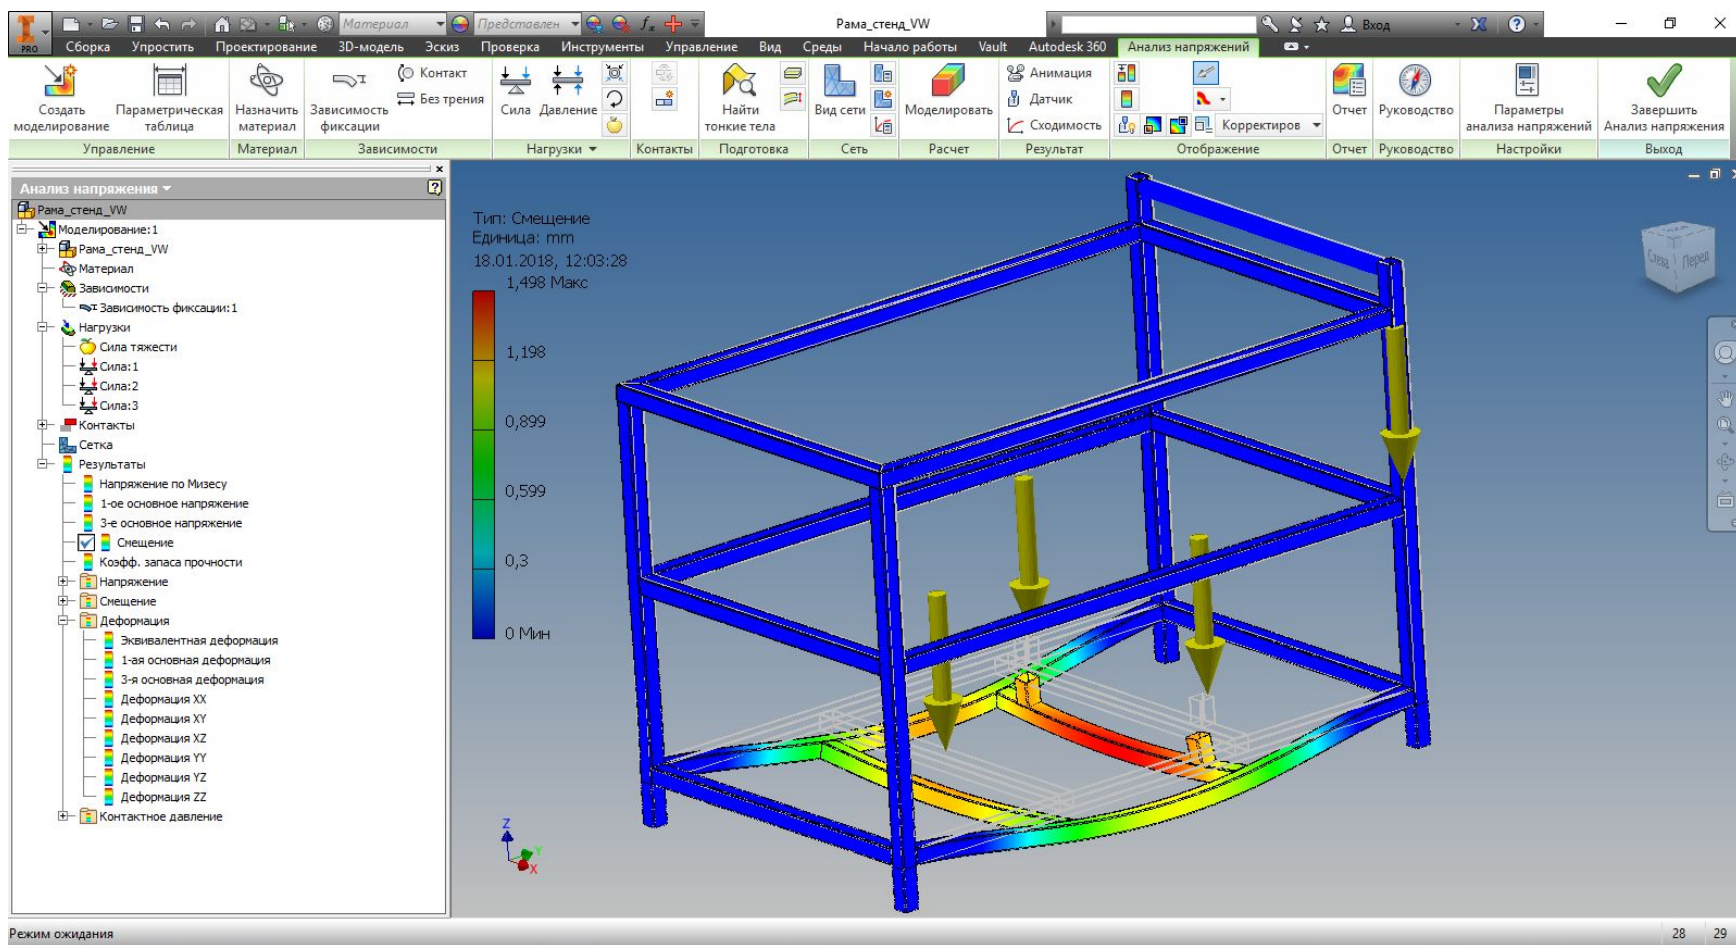 Материал
Представлен
Рама_стенд_VW
Вход
PRO
Сборка Упростить Проектирование 3D-модель Эскиз Проверка Инструменты Управление Вид Среды Начало работы Vault Autodesk 360 Анализ напряжений
Создать моделирование
Параметрическая таблица
Назначить материал
Зависимость фиксации
Контакт
Без трения
Сила
Давление
Найти тонкие тела
Вид сети
Моделировать
Анимация
Датчик
Сходимость
Корректиров
Отчет
Руководство
Параметры анализа напряжений
Завершить Анализ напряжения
Управление Материал Зависимости Нагрузки Контакты Подготовка Сеть Расчет Результат Отображение Отчет Руководство Настройки Выход
Анализ напряжения
Рама_стенд_VW
Моделирование:1
Рама_стенд_VW
Материал
Зависимости
Зависимость фиксации:1
Нагрузки
Сила тяжести
Сила:1
Сила:2
Сила:3
Контакты
Сетка
Результаты
Напряжение по Мизесу
1-ое основное напряжение
3-е основное напряжение
Смещение
Коэфф. запаса прочности
Напряжение
Смещение
Деформация
Эквивалентная деформация
1-ая основная деформация
3-я основная деформация
Деформация XX
Деформация XY
Деформация XZ
Деформация YY
Деформация YZ
Деформация ZZ
Контактное давление
Тип: Смещение
Единица: mm
18.01.2018, 12:03:28
1,498 Макс
1,198
0,899
0,599
0,3
0 Мин
Слева
Перед
Z
Y
X
Режим ожидания
28 29